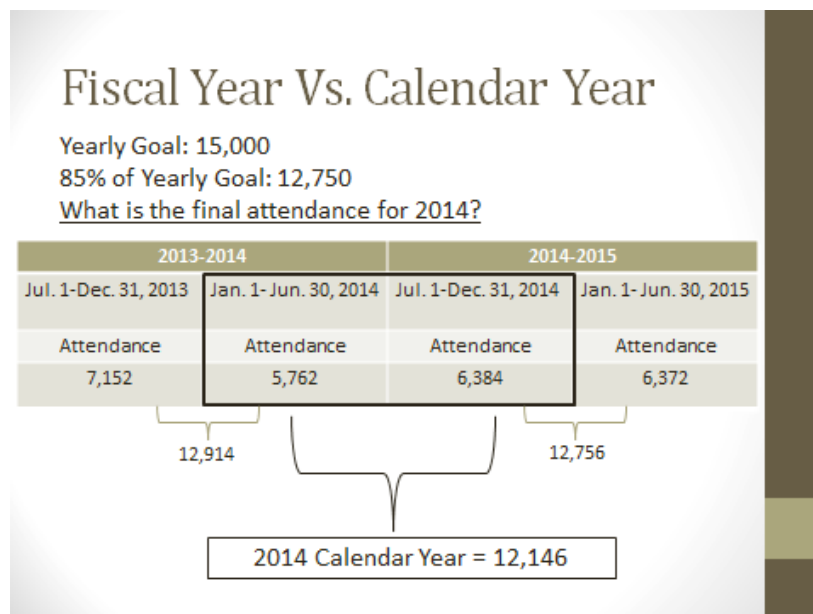 Fiscal Year Vs. Calendar Year
Yearly Goal: 15,000
85% of Yearly Goal: 12,750
What is the final attendance for 2014?
2013-2014 2014-2015
Jul. 1-Dec. 31, 2013 Jan. 1- Jun. 30, 2014 Jul. 1-Dec. 31, 2014 Jan. 1- Jun. 30, 2015
Attendance Attendance Attendance Attendance
7,152 5,762 6,384 6,372
12,914 12,756
2014 Calendar Year = 12,146